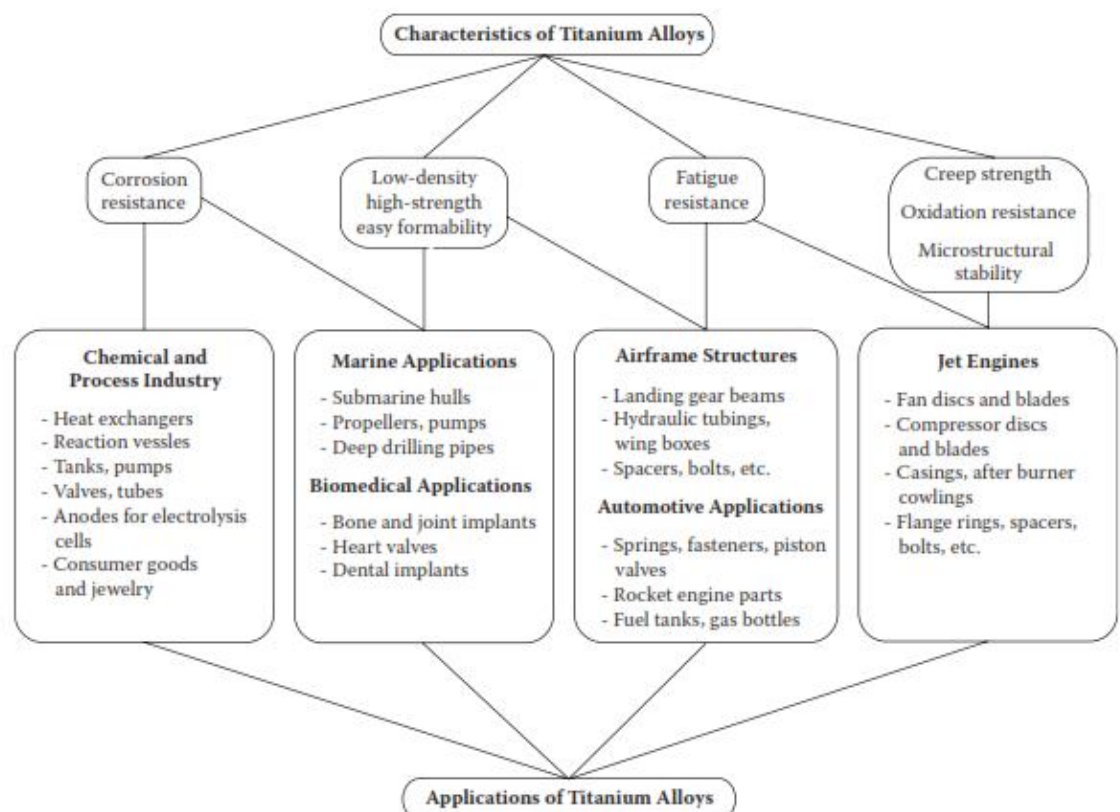 Characteristics of Titanium Alloys
Corrosion
resistance
Low-density
high-strength
easy formability
Fatigue
resistance
Creep strength
Oxidation resistance
Microstructural
stability
Chemical and
Process Industry
- Heat exchangers
- Reaction vessles
- Tanks, pumps
- Valves, tubes
- Anodes for electrolysis
cells
- Consumer goods
and jewelry
Marine Applications
- Submarine hulls
- Propellers, pumps
- Deep drilling pipes
Biomedical Applications
- Bone and joint implants
- Heart valves
- Dental implants
Airframe Structures
- Landing gear beams
- Hydraulic tubings,
wing boxes
- Spacers, bolts, etc.
Automotive Applications
- Springs, fasteners, piston
valves
- Rocket engine parts
- Fuel tanks, gas bottles
Jet Engines
- Fan discs and blades
- Compressor discs
and blades
- Casings, after burner
cowlings
- Flange rings, spacers,
bolts, etc.
Applications of Titanium Alloys